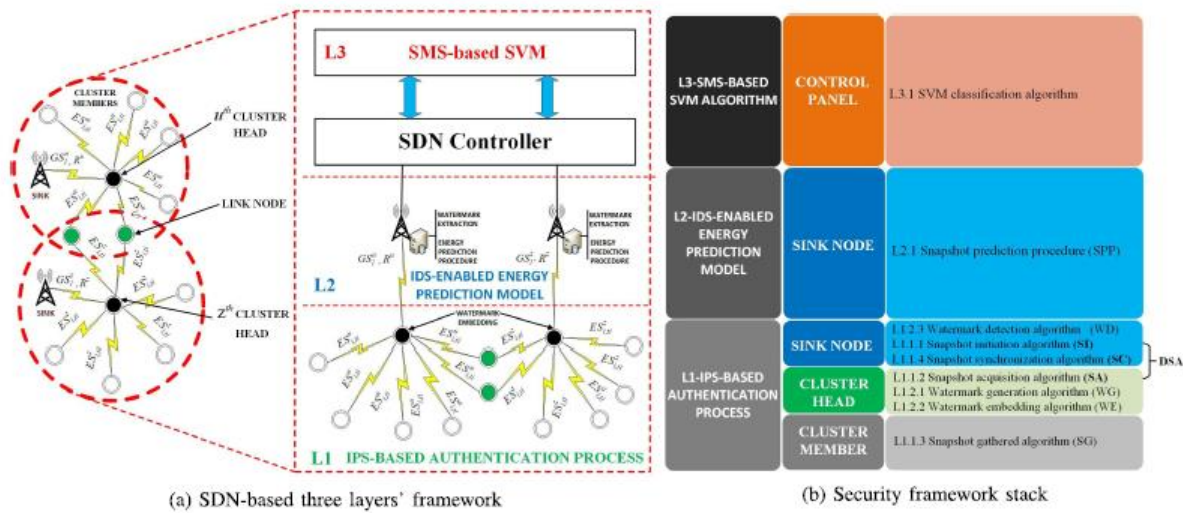 CLUSTER
MEMBERS
u^th CLUSTER
HEAD
SINK
LINK NODE
SINK
Z^th CLUSTER
HEAD
L3 SMS-based SVM
SDN Controller
WATERMARK
EXTRACTION
ENERGY
PREDICTION
PROCEDURE
WATERMARK
EXTRACTION
ENERGY
PREDICTION
PROCEDURE
IDS-ENABLED ENERGY
PREDICTION MODEL
L2
WATERMARK
EMBEDDING
L1 IPS-BASED AUTHENTICATION PROCESS
(a) SDN-based three layers' framework
L3-SMS-BASED
SVM ALGORITHM
CONTROL
PANEL
L3.1 SVM classification algorithm
L2-IDS-ENABLED
ENERGY
PREDICTION
MODEL
SINK NODE
L2.1 Snapshot prediction procedure (SPP)
L1-IPS-BASED
AUTHENTICATION
PROCESS
SINK NODE
L1.2.3 Watermark detection algorithm (WD)
L1.1.1 Snapshot initiation algorithm (SI)
L1.1.4 Snapshot synchronization algorithm (SC)
DSA
CLUSTER
HEAD
L1.1.2 Snapshot acquisition algorithm (SA)
L1.2.1 Watermark generation algorithm (WG)
L1.2.2 Watermark embedding algorithm (WE)
CLUSTER
MEMBER
L1.1.3 Snapshot gathered algorithm (SG)
(b) Security framework stack